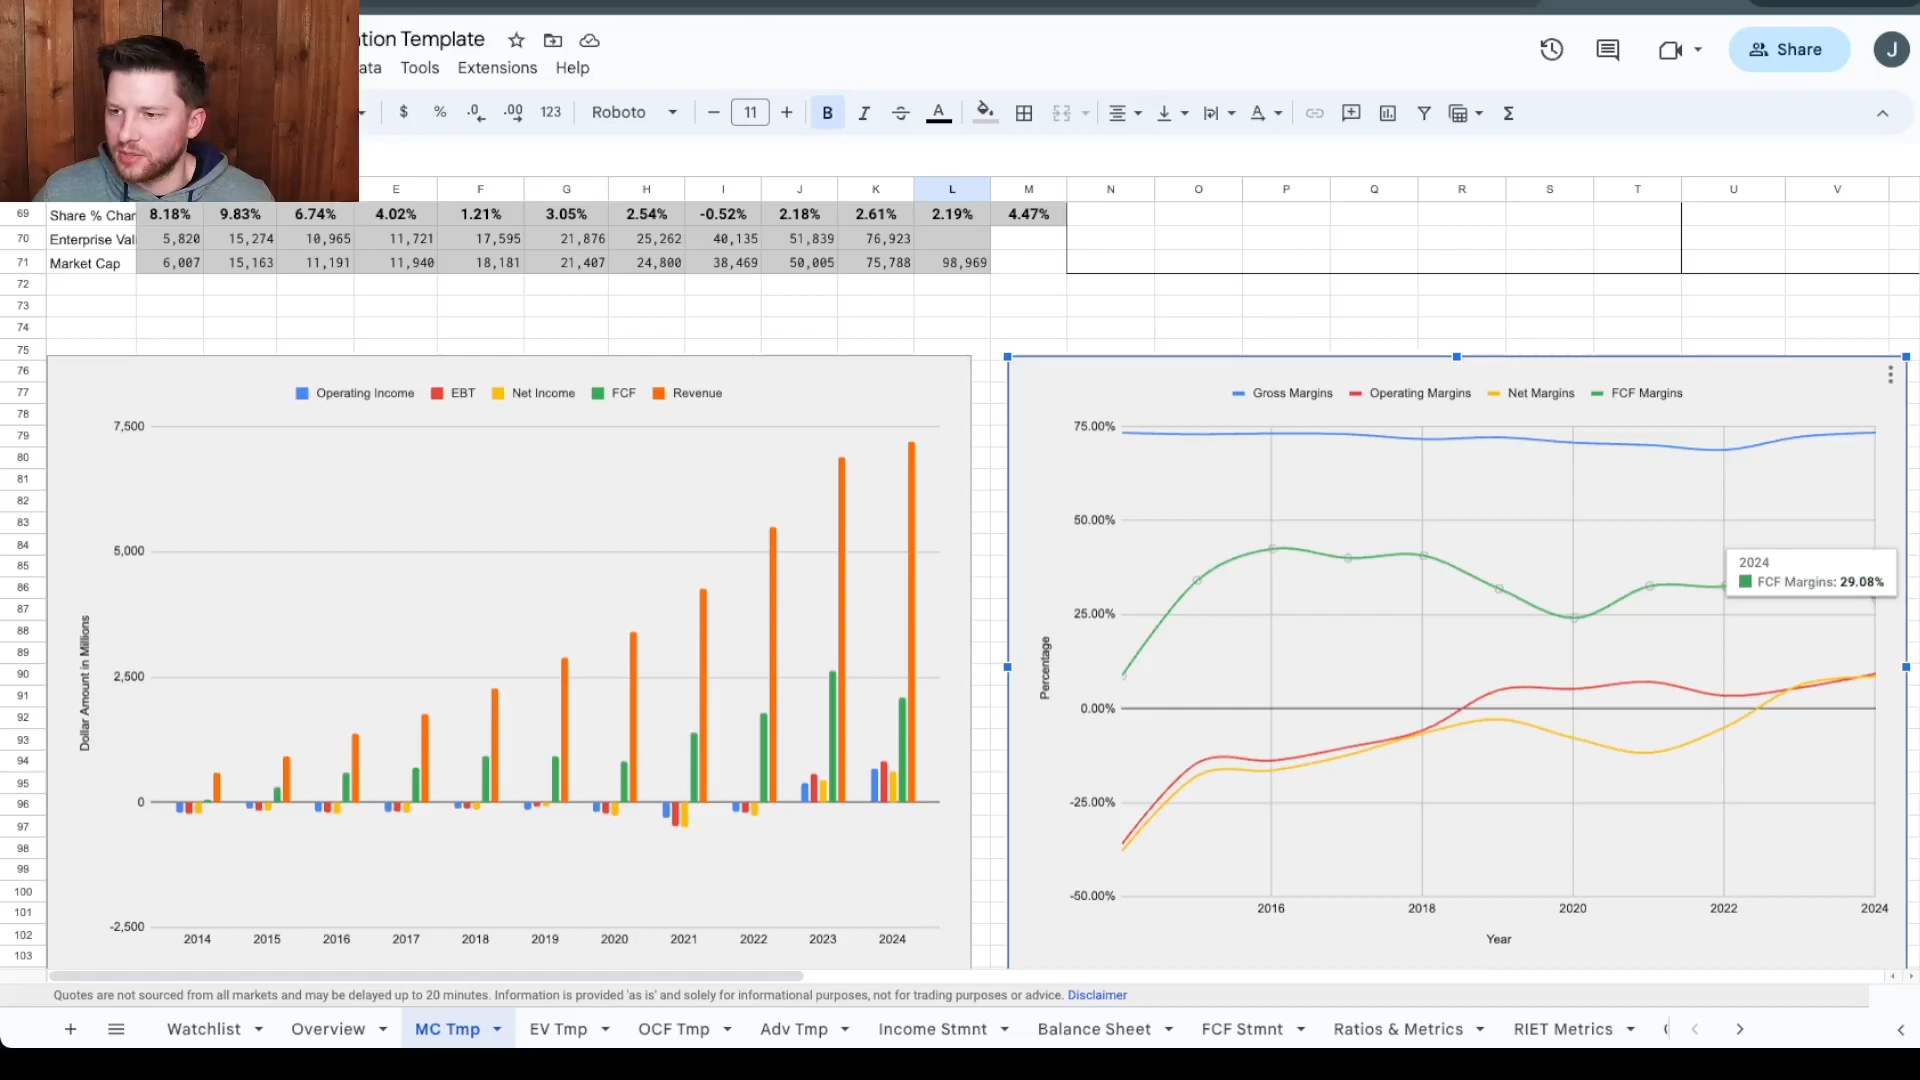 tion Template
ata Tools Extensions Help
Share
J
$ % .0 .00 123 Roboto 11 B I A
E F G H I J K L M N O P Q R S T U V
69 Share % Char 8.18% 9.83% 6.74% 4.02% 1.21% 3.05% 2.54% -0.52% 2.18% 2.61% 2.19% 4.47%
70 Enterprise Val 5,820 15,274 10,965 11,721 17,595 21,876 25,262 40,135 51,839 76,923
71 Market Cap 6,007 15,163 11,191 11,940 18,181 21,407 24,800 38,469 50,005 75,788 98,969
72
73
74
75
76
77
78
79
80
81
82
83
84
85
86
87
88
89
90
91
92
93
94
95
96
97
98
99
100
101
102
103
Operating Income EBT Net Income FCF Revenue
7,500
5,000
2,500
0
-2,500
Dollar Amount in Millions
2014 2015 2016 2017 2018 2019 2020 2021 2022 2023 2024
Gross Margins Operating Margins Net Margins FCF Margins
75.00%
50.00%
25.00%
0.00%
-25.00%
-50.00%
Percentage
2024
FCF Margins: 29.08%
2016 2018 2020 2022 2024
Year
Quotes are not sourced from all markets and may be delayed up to 20 minutes. Information is provided 'as is' and solely for informational purposes, not for trading purposes or advice. Disclaimer
Watchlist Overview MC Tmp EV Tmp OCF Tmp Adv Tmp Income Stmnt Balance Sheet FCF Stmnt Ratios & Metrics RIET Metrics